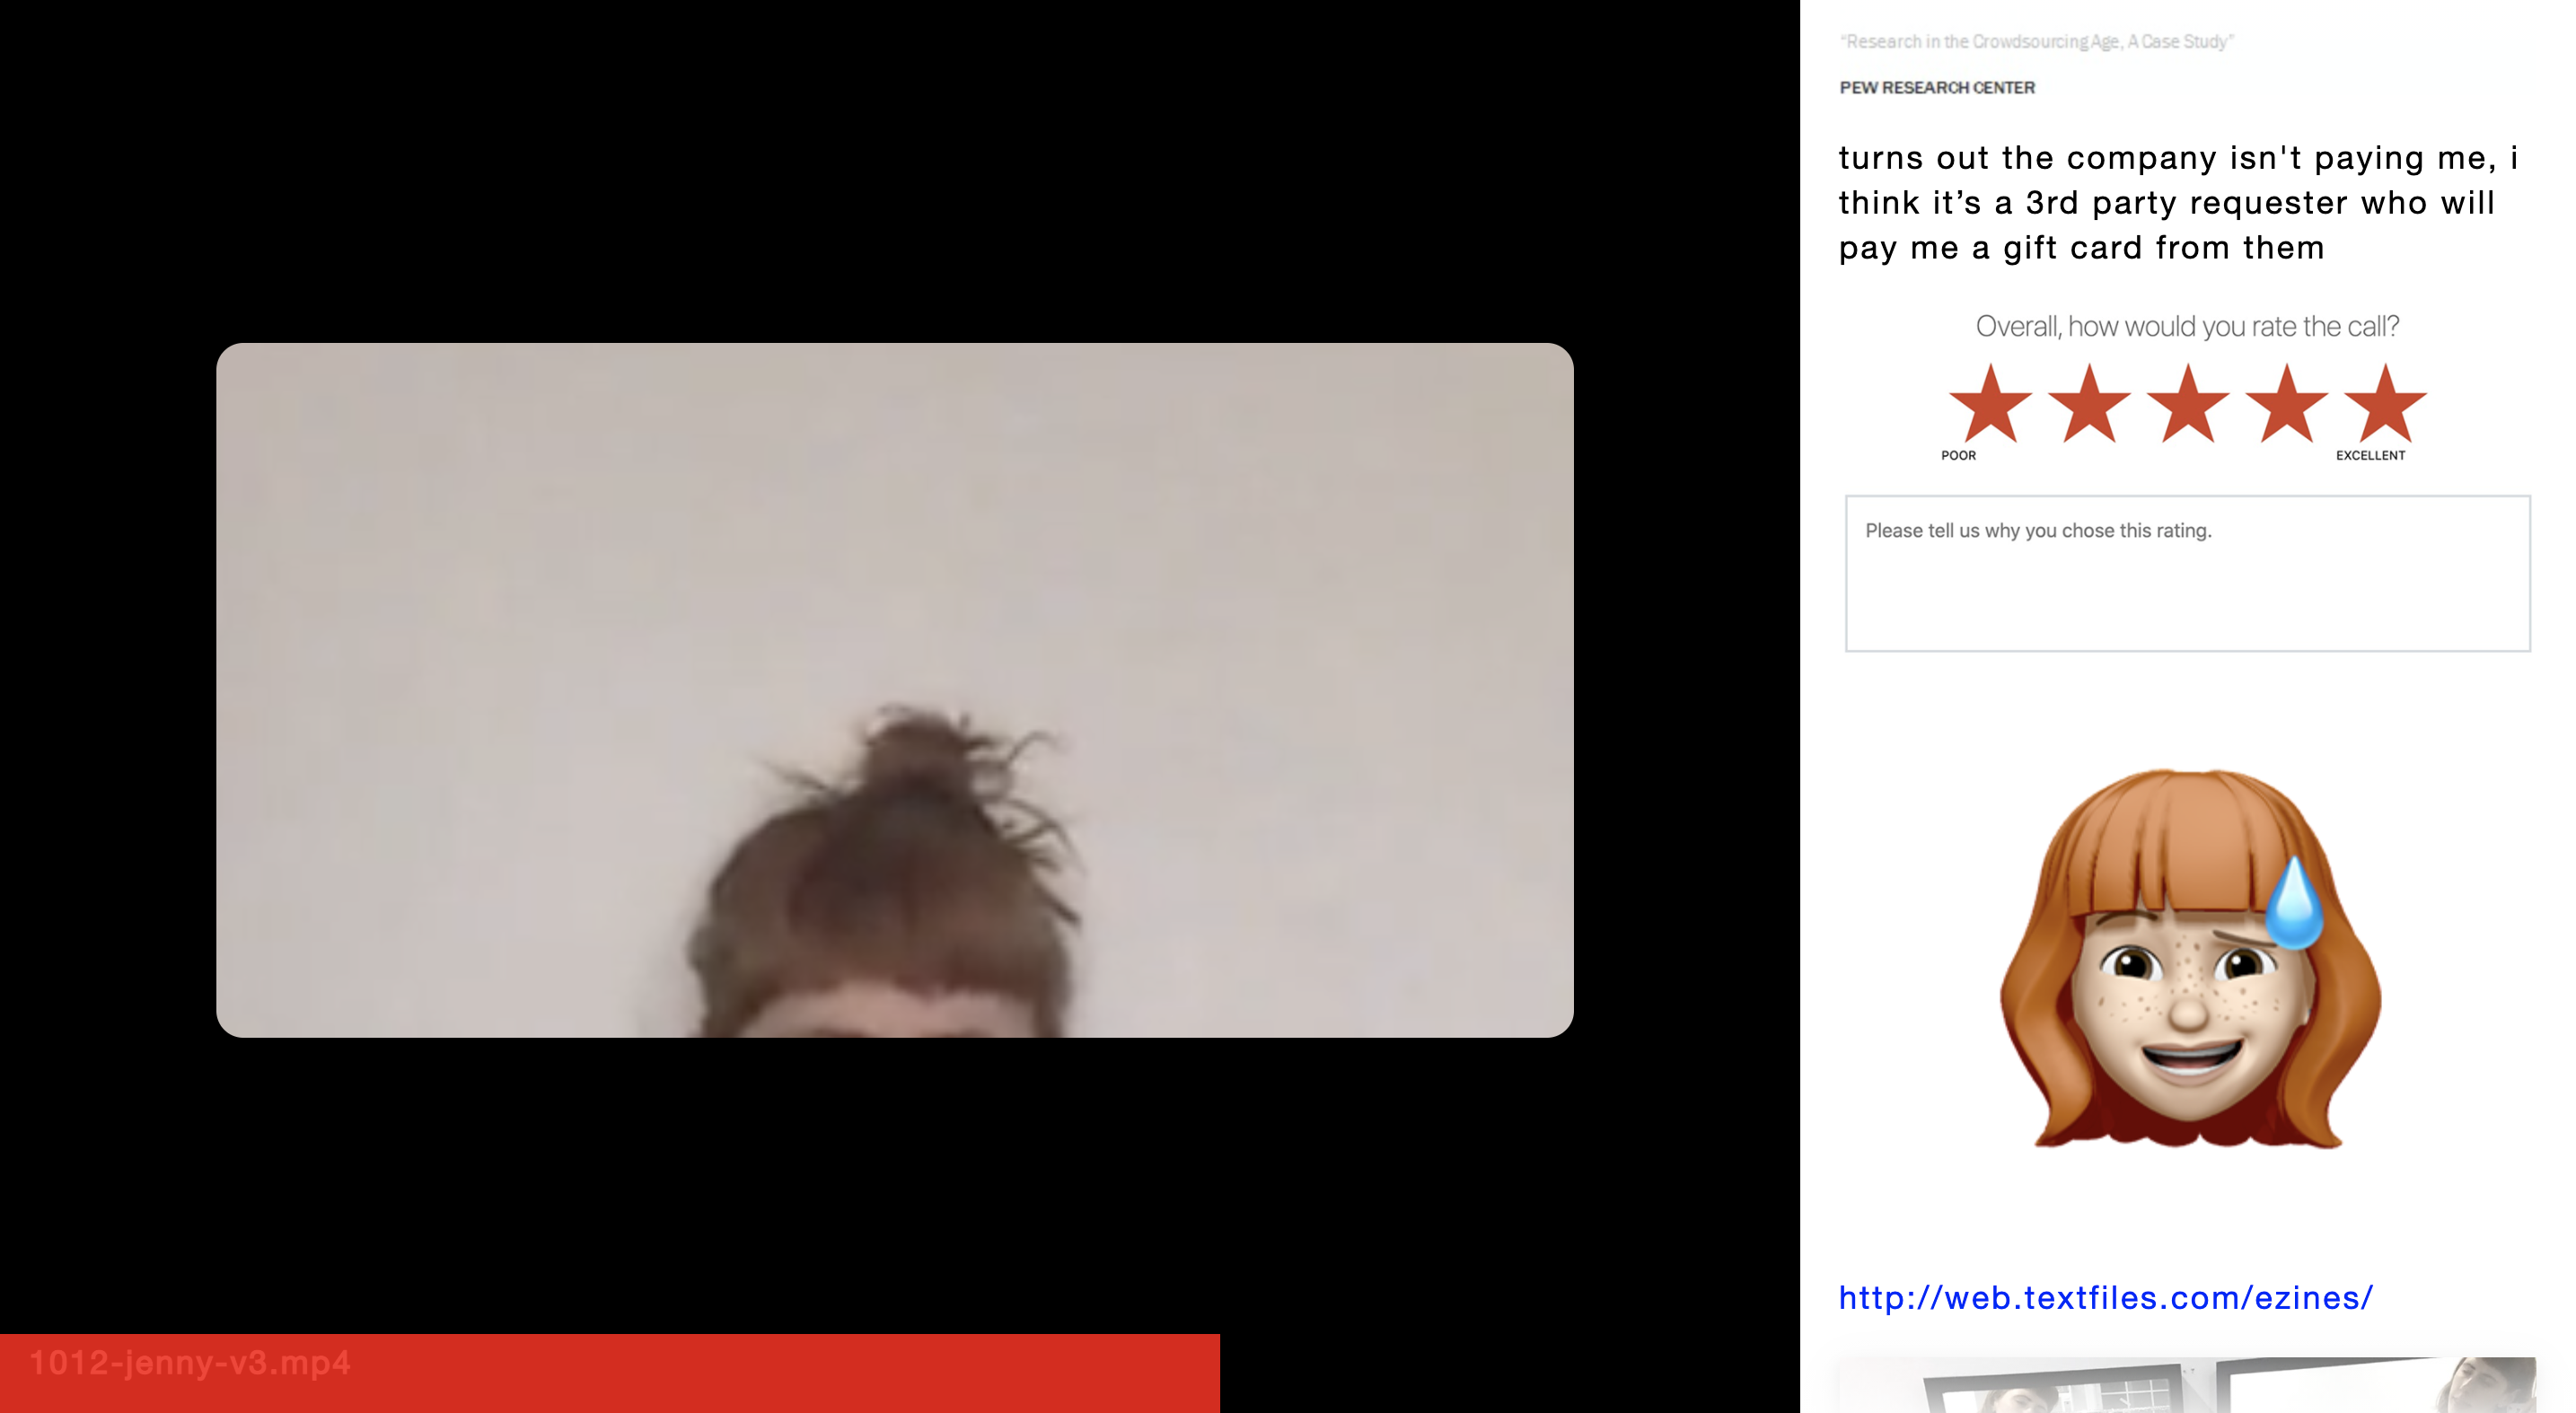 “Research in the Crowdsourcing Age, A Case Study”
PEW RESEARCH CENTER
turns out the company isn't paying me, i
think it’s a 3rd party requester who will
pay me a gift card from them
Overall, how would you rate the call?
POOR
EXCELLENT
Please tell us why you chose this rating.
http://web.textfiles.com/ezines/
1012-jenny-v3.mp4